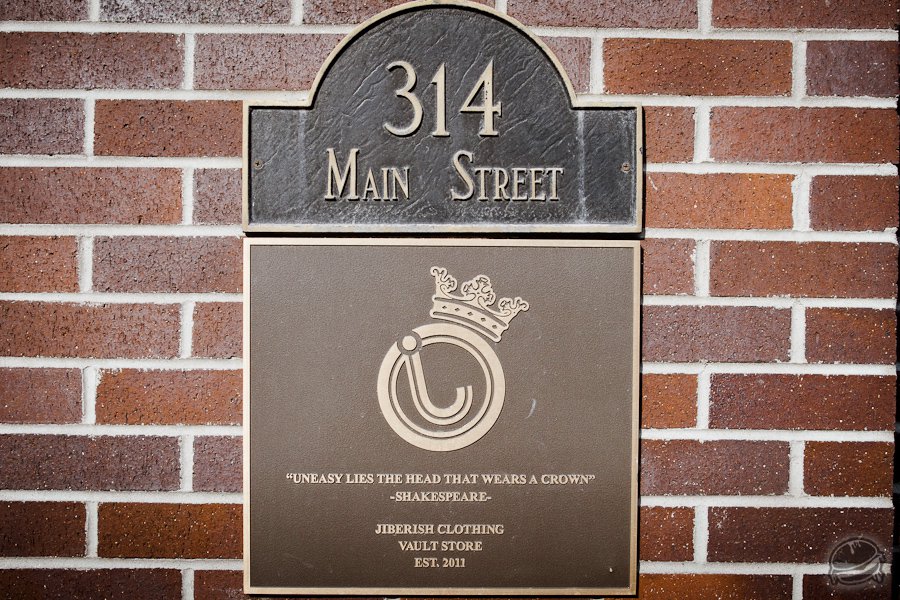 314
MAIN STREET
"UNEASY LIES THE HEAD THAT WEARS A CROWN"
-SHAKESPEARE-
JIBERISH CLOTHING
VAULT STORE
EST. 2011